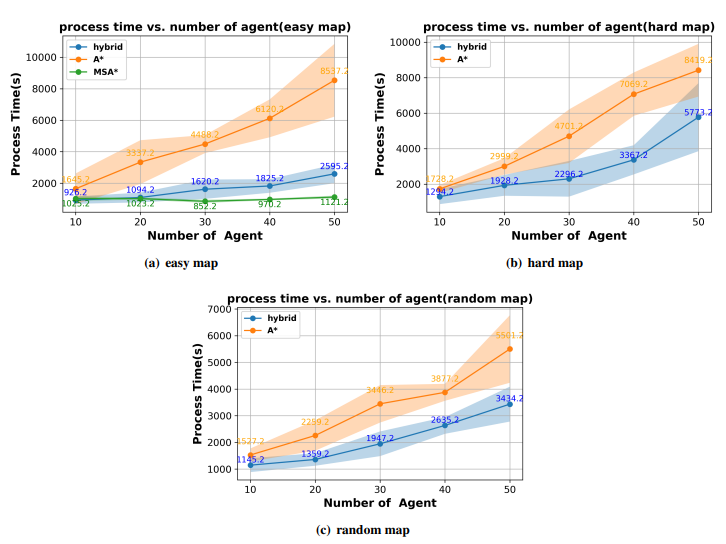 process time vs. number of agent(easy map)
hybrid
A*
MSA*
Process Time(s)
10000
8000
6000
4000
2000
1645.2
3337.2
4488.2
6120.2
8537.2
926.2
1094.2
1620.2
1825.2
2595.2
1025.2
1023.2
852.2
970.2
1121.2
10 20 30 40 50
Number of Agent
(a) easy map
process time vs. number of agent(hard map)
hybrid
A*
Process Time(s)
10000
8000
6000
4000
2000
1728.2
2999.2
4701.2
7069.2
8419.2
1294.2
1928.2
2296.2
3367.2
5773.2
10 20 30 40 50
Number of Agent
(b) hard map
process time vs. number of agent(random map)
hybrid
A*
Process Time(s)
7000
6000
5000
4000
3000
2000
1000
1527.2
2259.2
3446.2
3877.2
5501.2
1145.2
1359.2
1947.2
2635.2
3434.2
10 20 30 40 50
Number of Agent
(c) random map